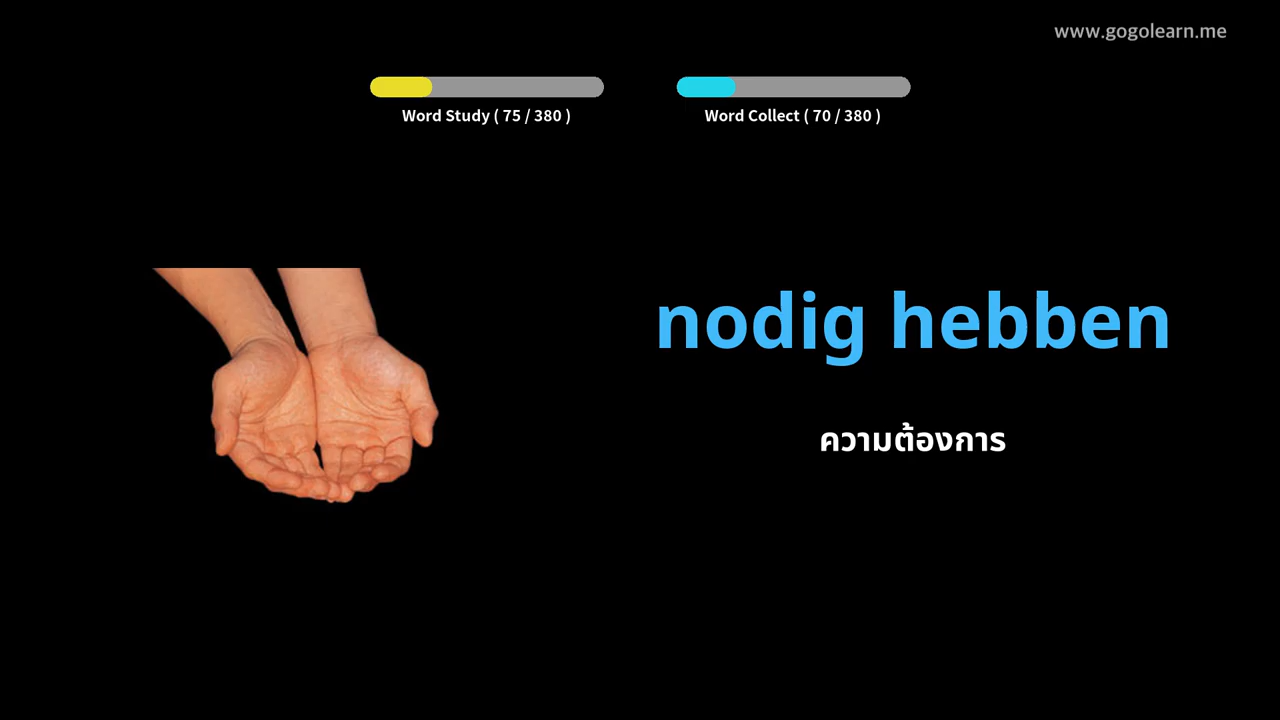 www.gogolearn.me
Word Study ( 75 / 380 )
Word Collect ( 70 / 380 )
nodig hebben
ความต้องการ